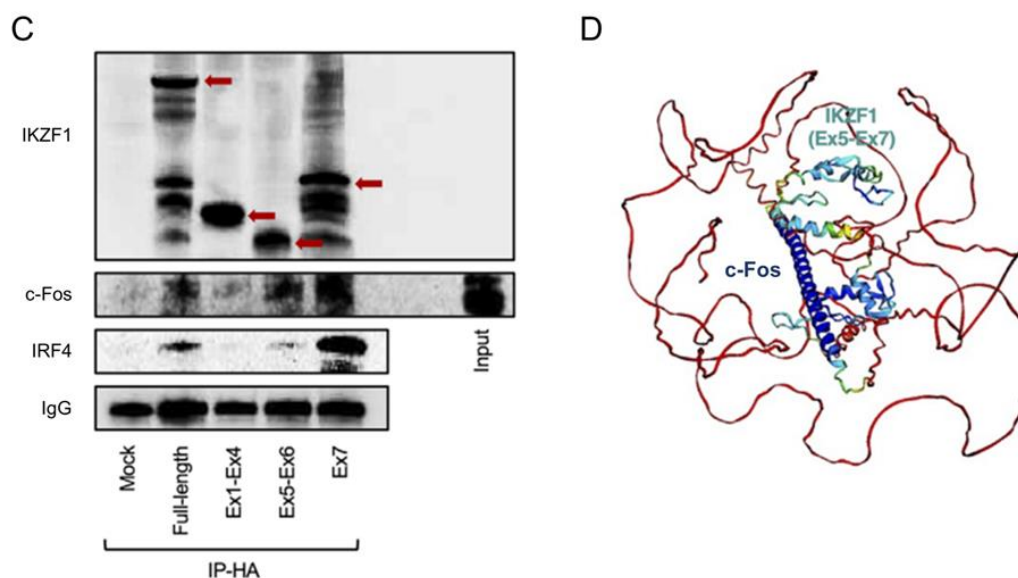 C
IKZF1
c-Fos
IRF4
IgG
Input
Mock
Full-length
Ex1-Ex4
Ex5-Ex6
Ex7
IP-HA
D
IKZF1
(Ex5-Ex7)
c-Fos